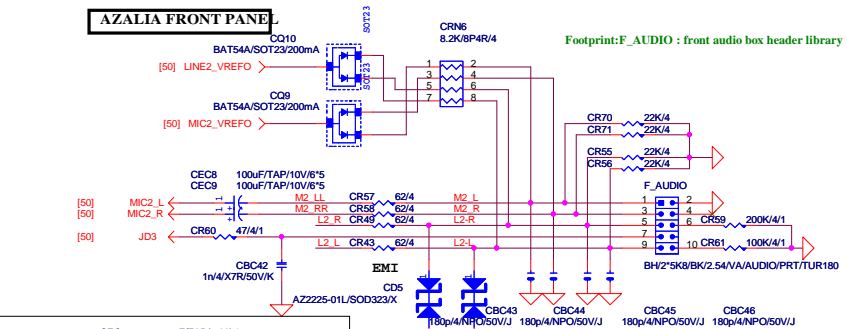 AZALIA FRONT PANEL
SOT23
CRN6
8.2K/8P4R/4
Footprint:F_AUDIO : front audio box header library
CQ10
BAT54A/SOT23/200mA
[50] LINE2_VREFO
1 2
3 4
5 6
7 8
SOT23
CQ9
BAT54A/SOT23/200mA
[50] MIC2_VREFO
CR70 22K/4
CR71 22K/4
CR55 22K/4
CR56 22K/4
CEC8 100uF/TAP/10V/6*5
CEC9 100uF/TAP/10V/6*5
F_AUDIO
[50] MIC2_L 1 M2_LL CR57 62/4 M2_L 1 2
[50] MIC2_R 1 M2_RR CR58 62/4 M2_R 3 4
L2_R CR49 62/4 L2-R 5 6 CR59 200K/4/1
[50] JD3 CR60 47/4/1 7
L2_L CR43 62/4 L2-L 9 10 CR61 100K/4/1
BH/2*5K8/BK/2.54/VA/AUDIO/PRT/TUR180
CBC42
1n/4/X7R/50V/K
EMI
CD5
AZ2225-01L/SOD323/X
CBC43 CBC44 CBC45 CBC46
180p/4/NPO/50V/J 180p/4/NPO/50V/J 180p/4/NPO/50V/J 180p/4/NPO/50V/J